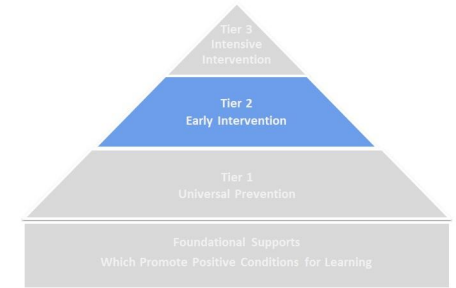 Tier 3
Intensive
Intervention
Tier 2
Early Intervention
Tier 1
Universal Prevention
Foundational Supports
Which Promote Positive Conditions for Learning